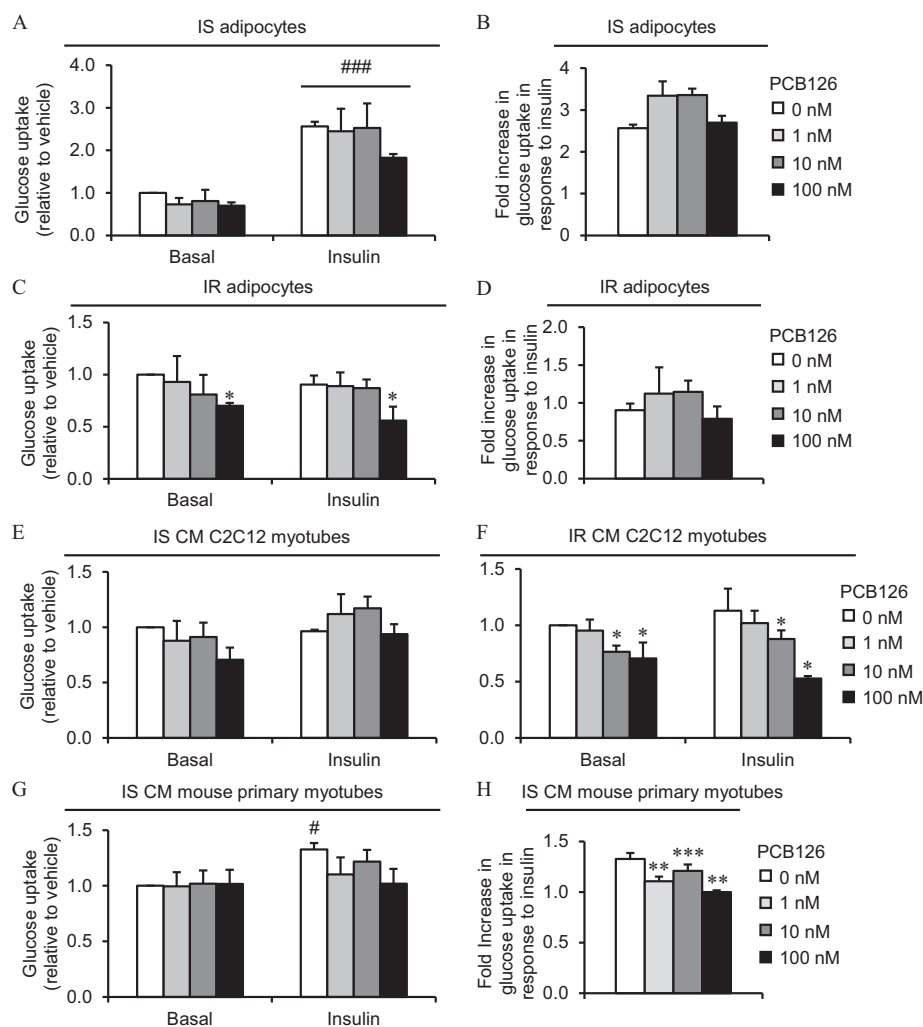 A
IS adipocytes
Glucose uptake
(relative to vehicle)
4.0
3.0
2.0
1.0
0.0
###
Basal
Insulin
B
IS adipocytes
Fold increase in
glucose uptake in
response to insulin
4
3
2
1
0
PCB126
0 nM
1 nM
10 nM
100 nM
C
IR adipocytes
Glucose uptake
(relative to vehicle)
1.5
1.0
0.5
0.0
*
*
Basal
Insulin
D
IR adipocytes
Fold increase in
glucose uptake in
response to insulin
2.0
1.5
1.0
0.5
0.0
PCB126
0 nM
1 nM
10 nM
100 nM
E
IS CM C2C12 myotubes
Glucose uptake
(relative to vehicle)
1.5
1.0
0.5
0.0
Basal
Insulin
F
IR CM C2C12 myotubes
1.5
1.0
0.5
0.0
*
*
*
*
Basal
Insulin
PCB126
0 nM
1 nM
10 nM
100 nM
G
IS CM mouse primary myotubes
Glucose uptake
(relative to vehicle)
1.5
1.0
0.5
0.0
#
Basal
Insulin
H
IS CM mouse primary myotubes
Fold Increase in
glucose uptake in
response to insulin
1.5
1.0
0.5
0.0
**
***
**
PCB126
0 nM
1 nM
10 nM
100 nM